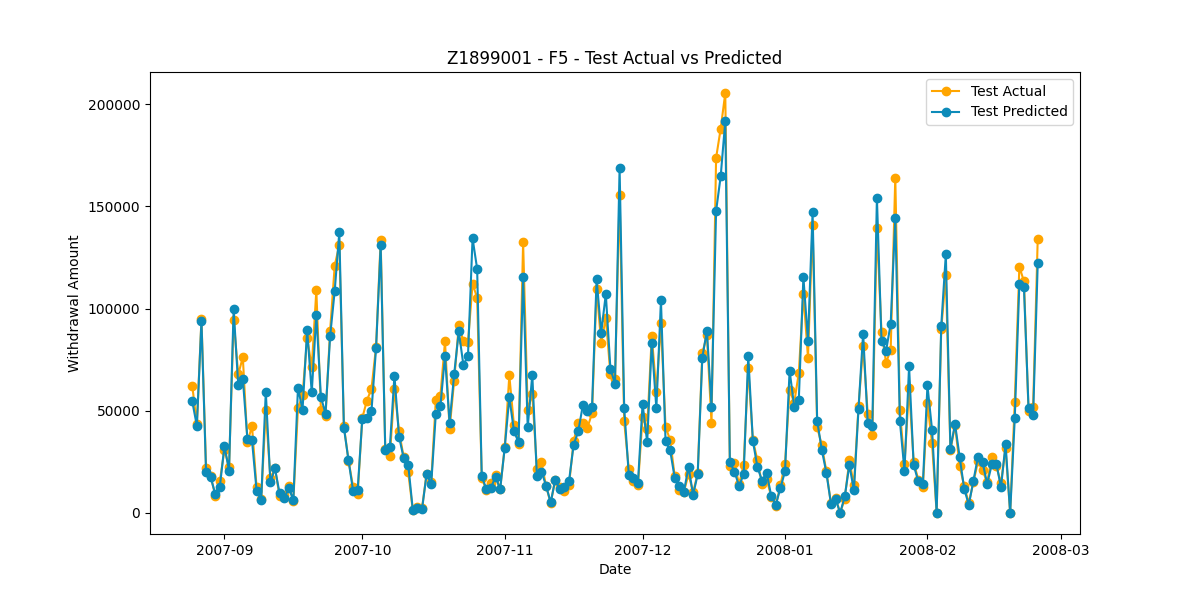 Z1899001 - F5 - Test Actual vs Predicted
Test Actual
Test Predicted
Withdrawal Amount
200000
150000
100000
50000
0
2007-09
2007-10
2007-11
2007-12
2008-01
2008-02
2008-03
Date